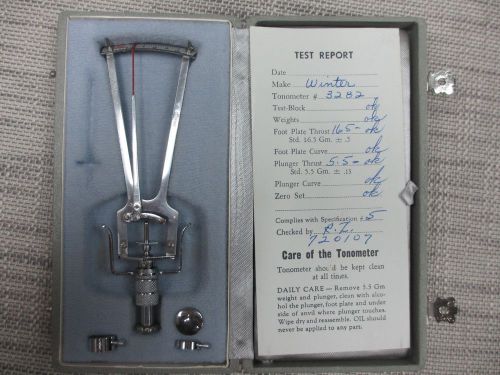 TEST REPORT
Date
Make Winter
Tonometer # 3282
Test-Block ok
Weights ok
Foot Plate Thrust 16.5 - ok
Std. 16.5 Gm. ± .5
Foot Plate Curve ok
Plunger Thrust 5.5 - ok
Std. 5.5 Gm. ± .15
Plunger Curve ok
Zero Set ok
Complies with Specification #5
Checked by R.L.
720107
Care of the Tonometer
Tonometer should be kept clean
at all times.
DAILY CARE — Remove 5.5 Gm
weight and plunger, clean with alco-
hol the plunger, foot plate and under
side of anvil where plunger touches.
Wipe dry and reassemble. OIL should
never be applied to any part.